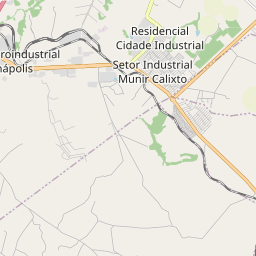 Residencial
Cidade Industrial
Setor Industrial
Munir Calixto
roindustrial
nápolis